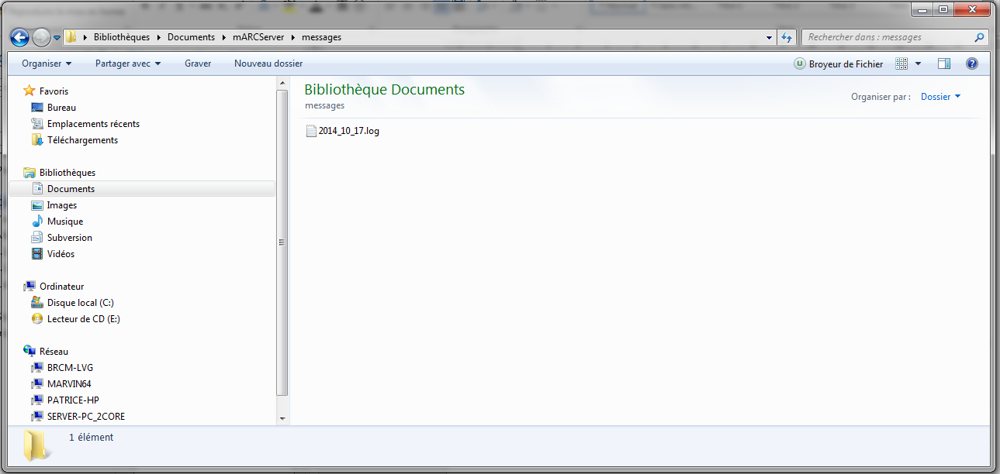 Bibliothèques Documents mARCServer messages
Rechercher dans : messages
Organiser Partager avec Graver Nouveau dossier
Broyeur de Fichier
Favoris
Bureau
Emplacements récents
Téléchargements
Bibliothèques
Documents
Images
Musique
Subversion
Vidéos
Ordinateur
Disque local (C:)
Lecteur de CD (E:)
Réseau
BRCM-LVG
MARVIN64
PATRICE-HP
SERVER-PC_2CORE
Bibliothèque Documents
messages
Organiser par : Dossier
2014_10_17.log
1 élément